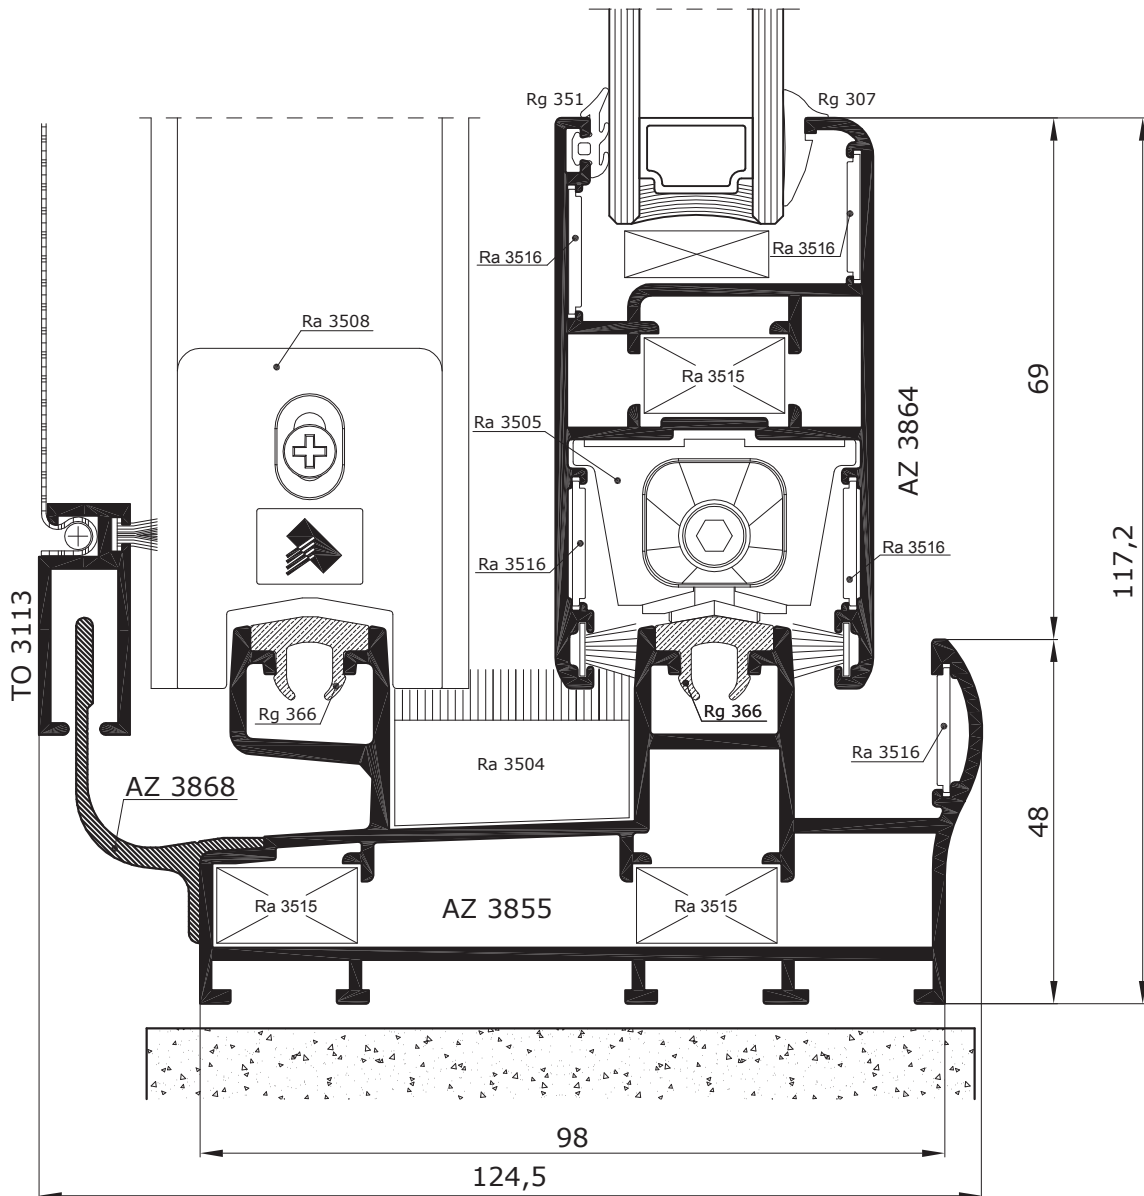 Rg 351
Rg 307
Ra 3516
Ra 3516
Ra 3508
Ra 3515
69
AZ 3864
Ra 3505
117,2
Ra 3516
Ra 3516
TO 3113
Rg 366
Rg 366
Ra 3504
Ra 3516
AZ 3868
48
Ra 3515
AZ 3855
Ra 3515
98
124,5